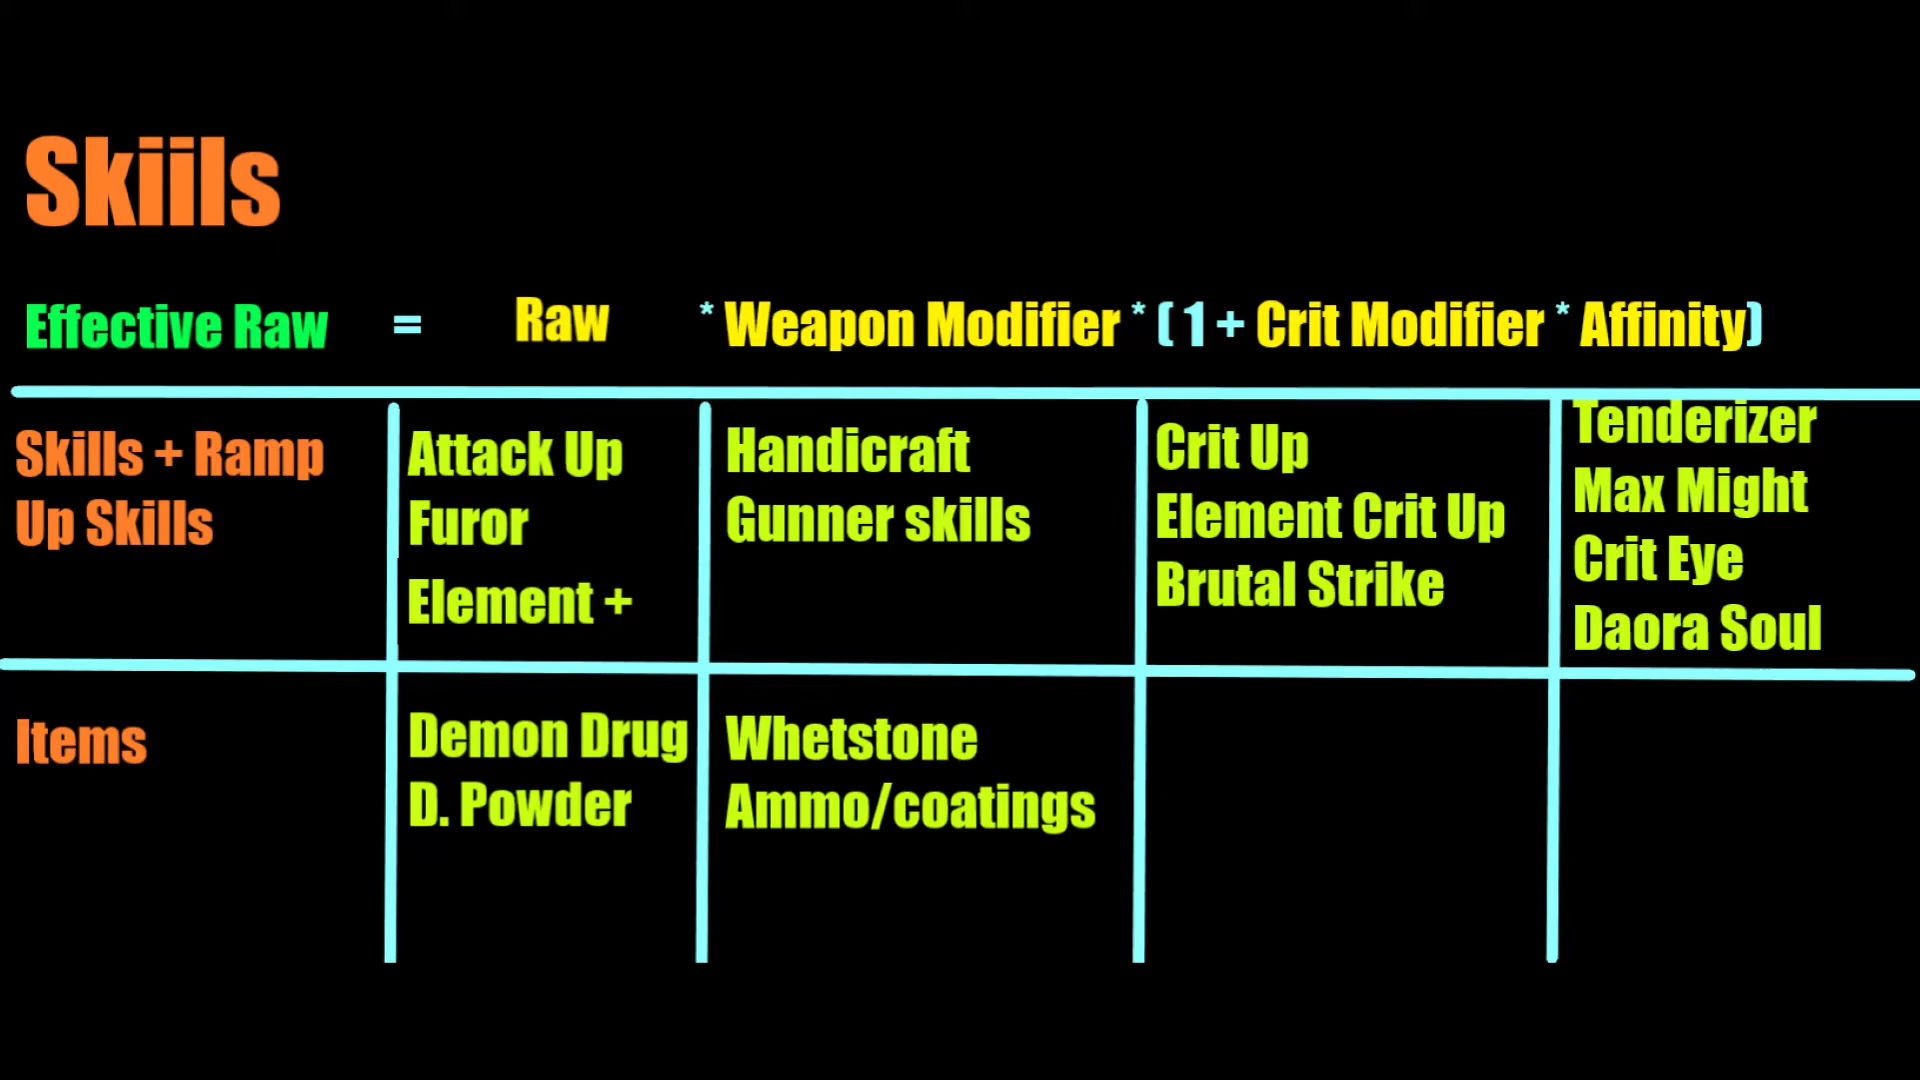 Skiils
Effective Raw = Raw * Weapon Modifier * ( 1 + Crit Modifier * Affinity)
Skills + Ramp
Up Skills
Attack Up
Furor
Element +
Handicraft
Gunner skills
Crit Up
Element Crit Up
Brutal Strike
Tenderizer
Max Might
Crit Eye
Daora Soul
Items
Demon Drug
D. Powder
Whetstone
Ammo/coatings